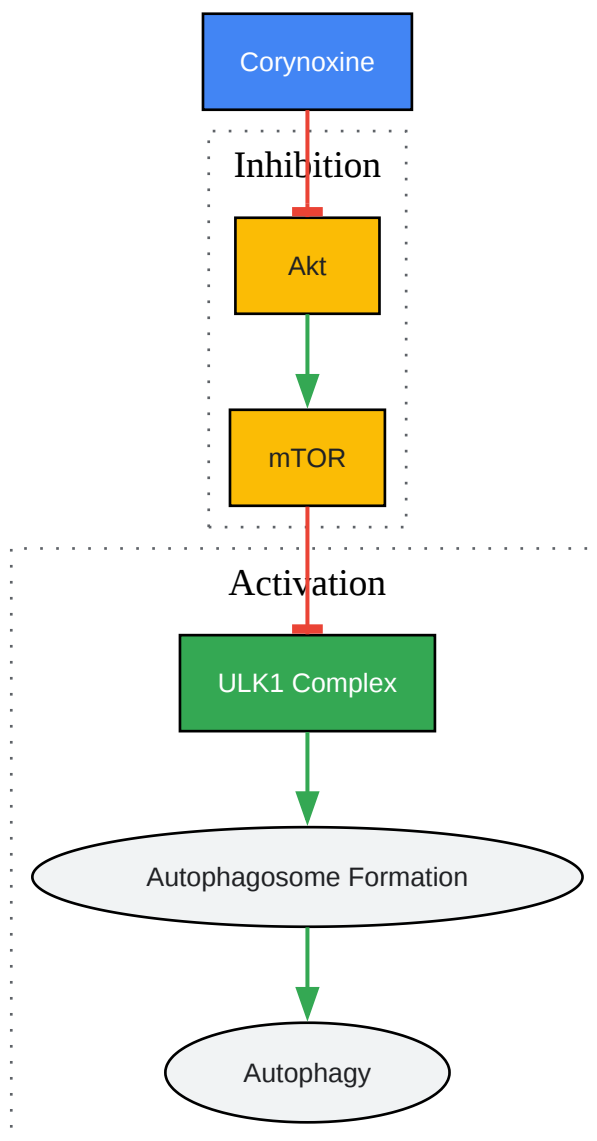 Corynoxine
Inhibition
Akt
mTOR
Activation
ULK1 Complex
Autophagosome Formation
Autophagy